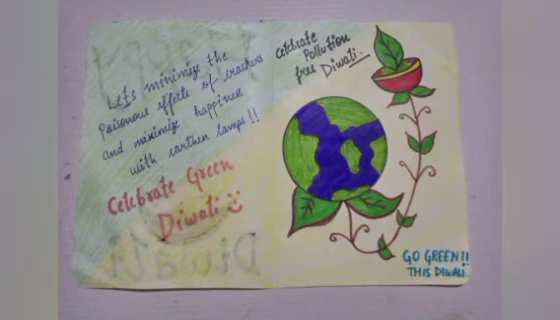 Lets minimize the
Poisonous effects of crackers
and maximize happiness
with earthen lamps!!
Celebrate Green
Diwali
Celebrate
Pollution
free Diwali..
GO GREEN!!
THIS DIWALI